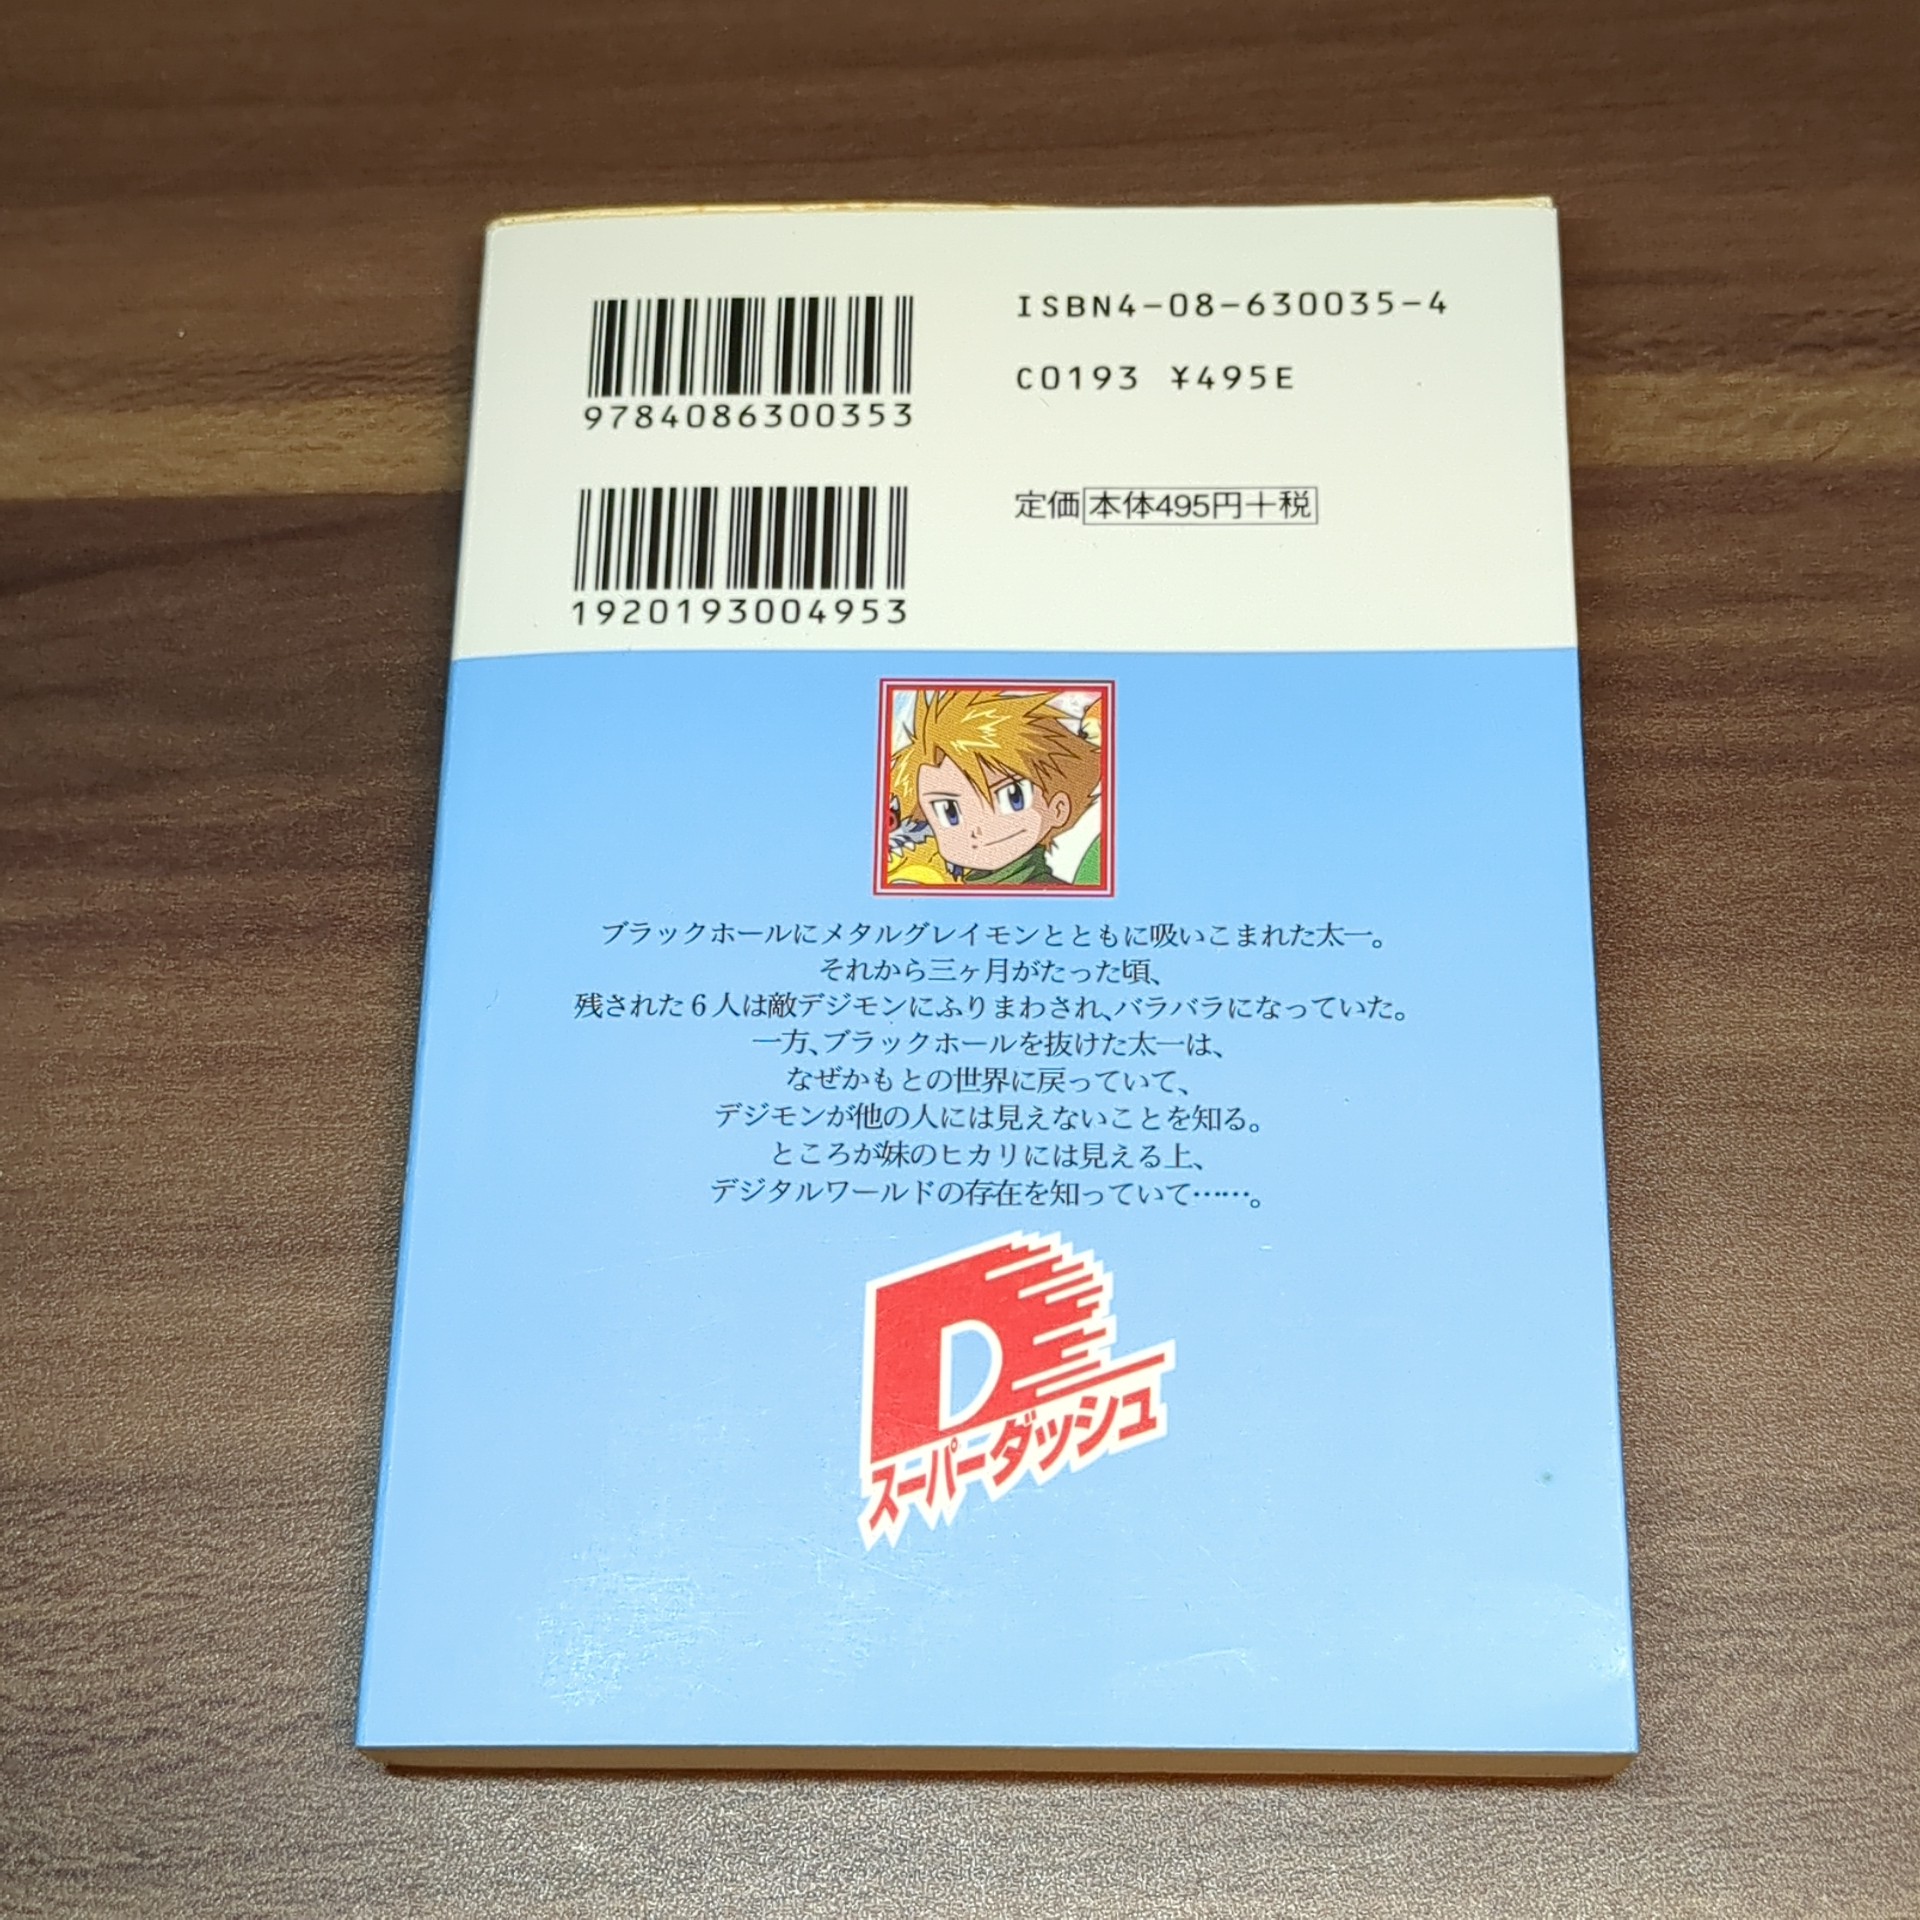 ISBN4-08-630035-4
C0193 ¥495E
9784086300353
定価 本体495円+税
1920193004953
ブラックホールにメタルグレイモンとともに吸いこまれた太一。
それから三ヶ月がたった頃、
残された6人は敵デジモンにふりまわされ、バラバラになっていた。
一方、ブラックホールを抜けた太一は、
なぜかもとの世界に戻っていて、
デジモンが他の人には見えないことを知る。
ところが妹のヒカリには見える上、
デジタルワールドの存在を知っていて……。
D
スーパーダッシュ